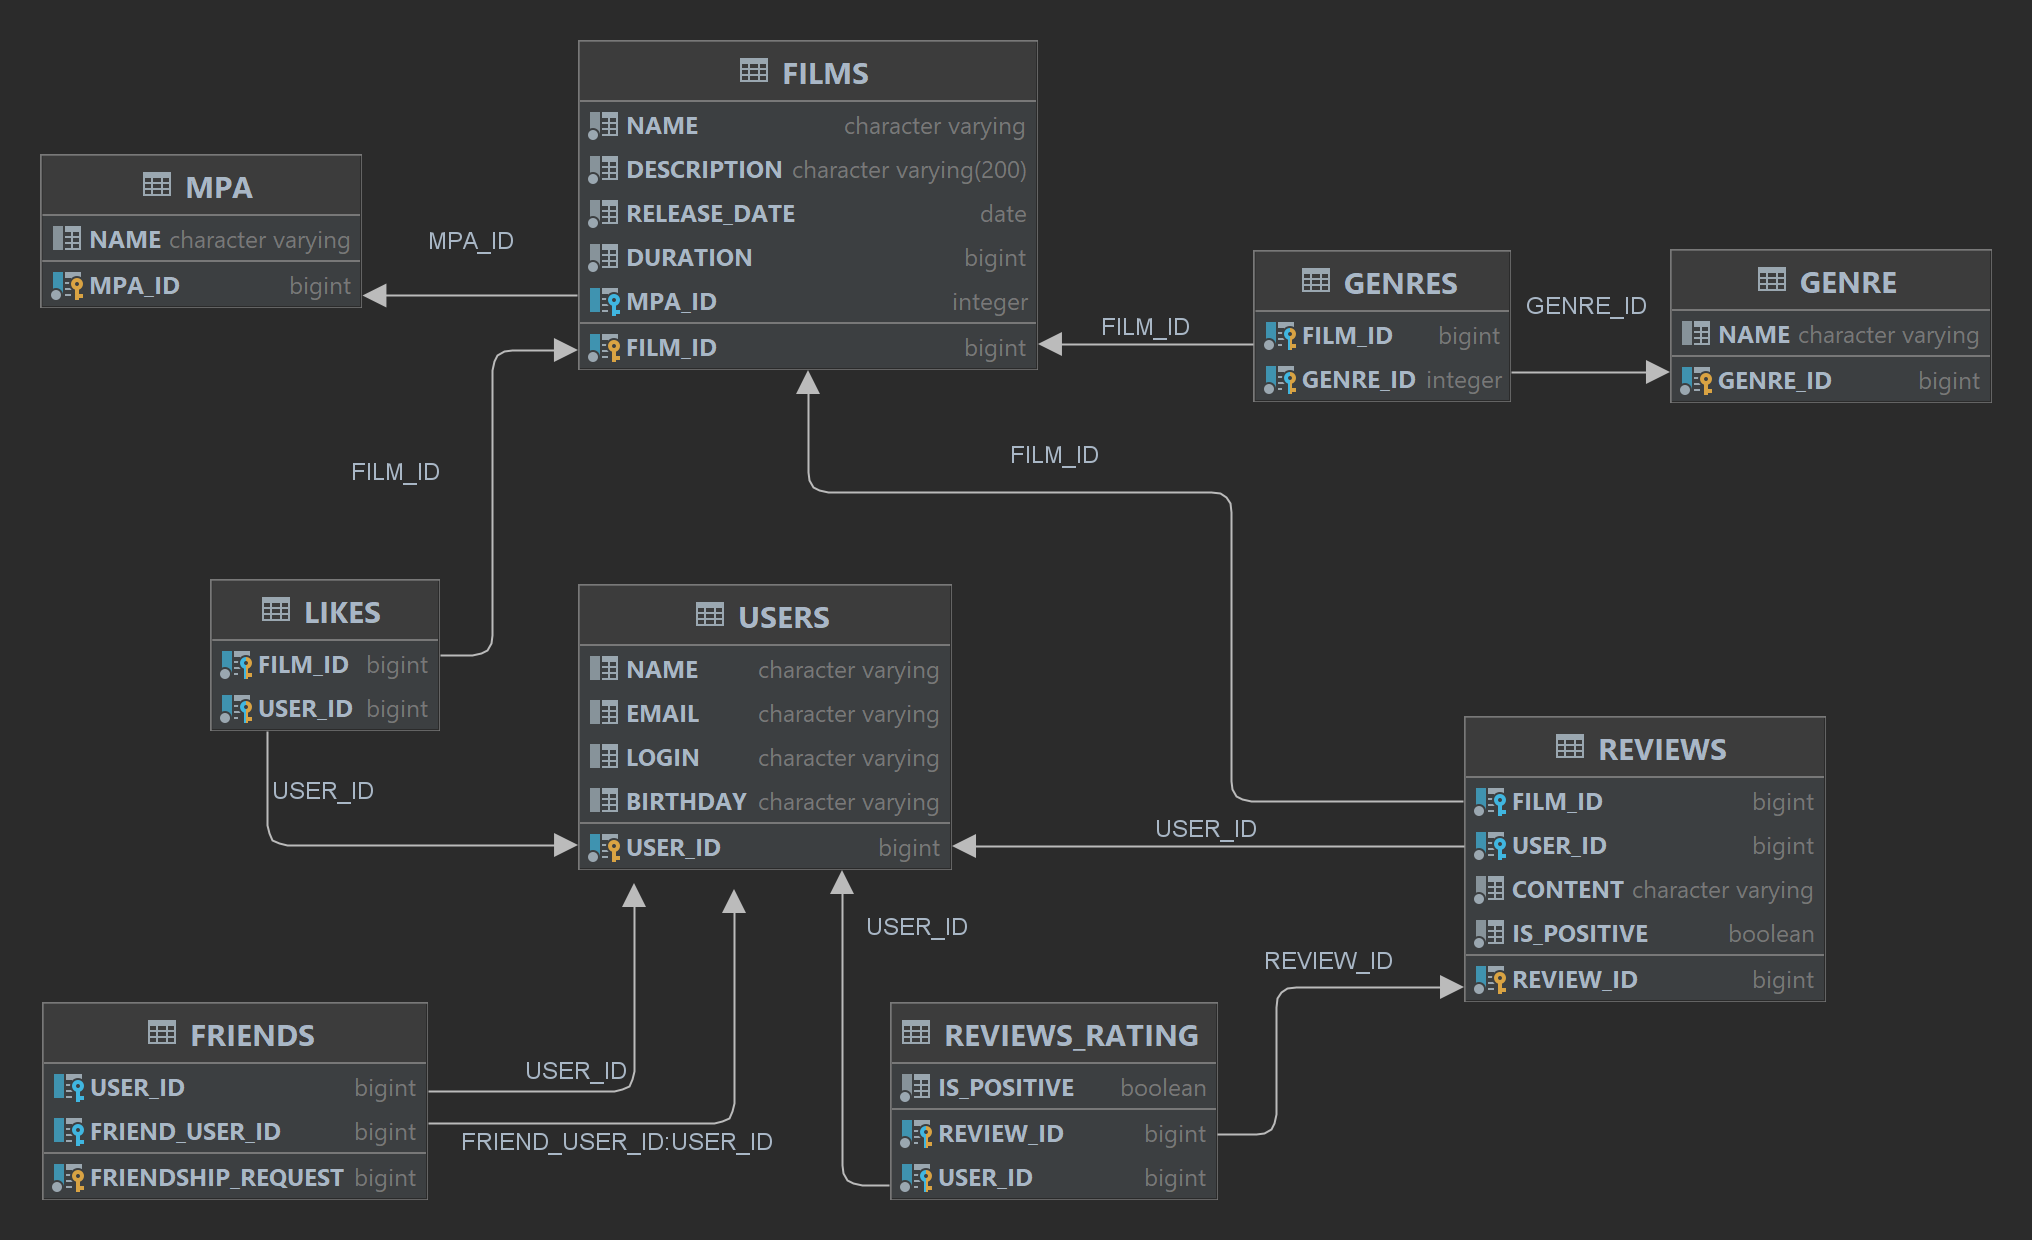 FILMS
NAME character varying
DESCRIPTION character varying(200)
RELEASE_DATE date
DURATION bigint
MPA_ID integer
FILM_ID bigint
MPA
NAME character varying
MPA_ID bigint
MPA_ID
GENRES
FILM_ID bigint
GENRE_ID integer
FILM_ID
GENRE_ID
GENRE
NAME character varying
GENRE_ID bigint
FILM_ID
FILM_ID
LIKES
FILM_ID bigint
USER_ID bigint
USER_ID
USERS
NAME character varying
EMAIL character varying
LOGIN character varying
BIRTHDAY character varying
USER_ID bigint
REVIEWS
FILM_ID bigint
USER_ID bigint
CONTENT character varying
IS_POSITIVE boolean
REVIEW_ID bigint
USER_ID
USER_ID
REVIEW_ID
FRIENDS
USER_ID bigint
FRIEND_USER_ID bigint
FRIENDSHIP_REQUEST bigint
USER_ID
FRIEND_USER_ID:USER_ID
REVIEWS_RATING
IS_POSITIVE boolean
REVIEW_ID bigint
USER_ID bigint